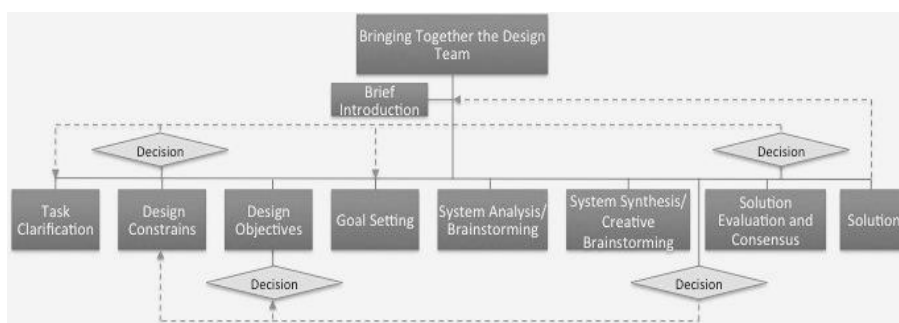 Bringing Together the Design
Team
Brief
Introduction
Decision
Decision
Task
Clarification
Design
Constrains
Design
Objectives
Goal Setting
System Analysis/
Brainstorming
System Synthesis/
Creative
Brainstorming
Solution
Evaluation and
Consensus
Solution
Decision
Decision